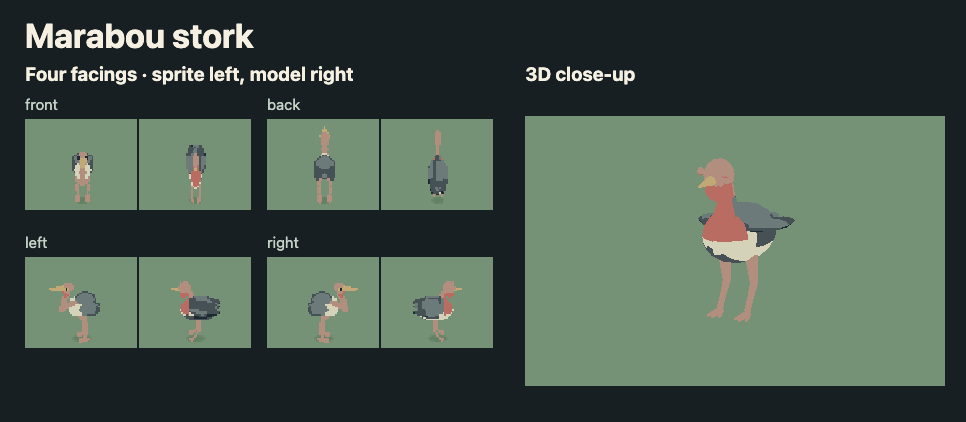 Marabou stork
Four facings · sprite left, model right
3D close-up
front
back
left
right